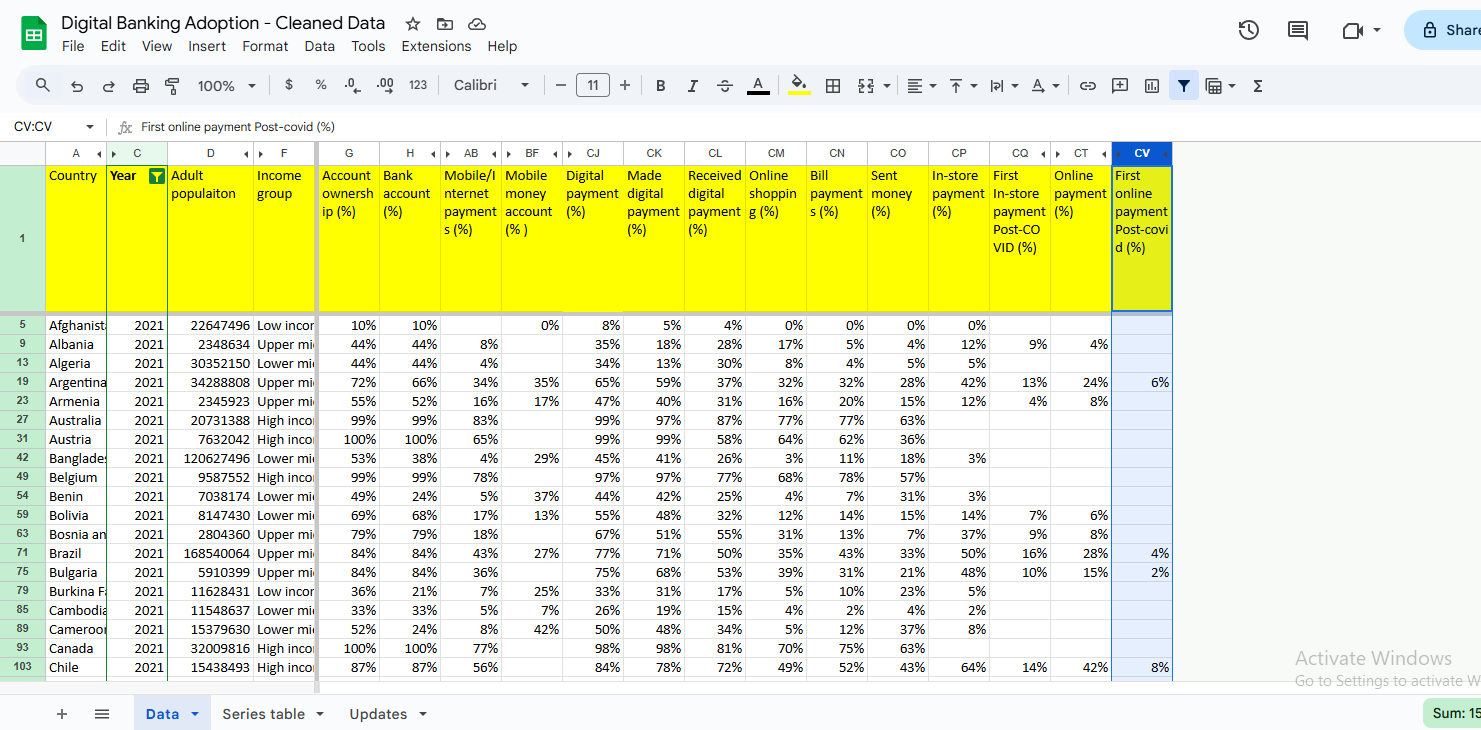 Digital Banking Adoption - Cleaned Data
File Edit View Insert Format Data Tools Extensions Help
Share
100% $ % .0 .00 123 Calibri 11 B I S A Σ
CV:CV fx First online payment Post-covid (%)
A C D F G H AB BF CJ CK CL CM CN CO CP CQ CT CV
1
Country
Year
Adult
populaiton
Income
group
Account
ownersh
ip (%)
Bank
account
(%)
Mobile/I
nternet
payment
s (%)
Mobile
money
account
(% )
Digital
payment
(%)
Made
digital
payment
(%)
Received
digital
payment
(%)
Online
shoppin
g (%)
Bill
payment
s (%)
Sent
money
(%)
In-store
payment
(%)
First
In-store
payment
Post-CO
VID (%)
Online
payment
(%)
First
online
payment
Post-covi
d (%)
5 Afghanist 2021 22647496 Low incor 10% 10% 0% 8% 5% 4% 0% 0% 0% 0%
9 Albania 2021 2348634 Upper mi 44% 44% 8% 35% 18% 28% 17% 5% 4% 12% 9% 4%
13 Algeria 2021 30352150 Lower mi 44% 44% 4% 34% 13% 30% 8% 4% 5% 5%
19 Argentina 2021 34288808 Upper mi 72% 66% 34% 35% 65% 59% 37% 32% 32% 28% 42% 13% 24% 6%
23 Armenia 2021 2345923 Upper mi 55% 52% 16% 17% 47% 40% 31% 16% 20% 15% 12% 4% 8%
27 Australia 2021 20731388 High inco 99% 99% 83% 99% 97% 87% 77% 77% 63%
31 Austria 2021 7632042 High inco 100% 100% 65% 99% 99% 58% 64% 62% 36%
42 Banglade 2021 120627496 Lower mi 53% 38% 4% 29% 45% 41% 26% 3% 11% 18% 3%
49 Belgium 2021 9587552 High inco 99% 99% 78% 97% 97% 77% 68% 78% 57%
54 Benin 2021 7038174 Lower mi 49% 24% 5% 37% 44% 42% 25% 4% 7% 31% 3%
59 Bolivia 2021 8147430 Lower mi 69% 68% 17% 13% 55% 48% 32% 12% 14% 15% 14% 7% 6%
63 Bosnia an 2021 2804360 Upper mi 79% 79% 18% 67% 51% 55% 31% 13% 7% 37% 9% 8%
71 Brazil 2021 168540064 Upper mi 84% 84% 43% 27% 77% 71% 50% 35% 43% 33% 50% 16% 28% 4%
75 Bulgaria 2021 5910399 Upper mi 84% 84% 36% 75% 68% 53% 39% 31% 21% 48% 10% 15% 2%
79 Burkina F 2021 11628431 Low incor 36% 21% 7% 25% 33% 31% 17% 5% 10% 23% 5%
85 Cambodia 2021 11548637 Lower mi 33% 33% 5% 7% 26% 19% 15% 4% 2% 4% 2%
89 Cameroon 2021 15379630 Lower mi 52% 24% 8% 42% 50% 48% 34% 5% 12% 37% 8%
93 Canada 2021 32009816 High inco 100% 100% 77% 98% 98% 81% 70% 75% 63%
103 Chile 2021 15438493 High inco 87% 87% 56% 84% 78% 72% 49% 52% 43% 64% 14% 42% 8%
Activate Windows
Go to Settings to activate W
Data Series table Updates
Sum: 15